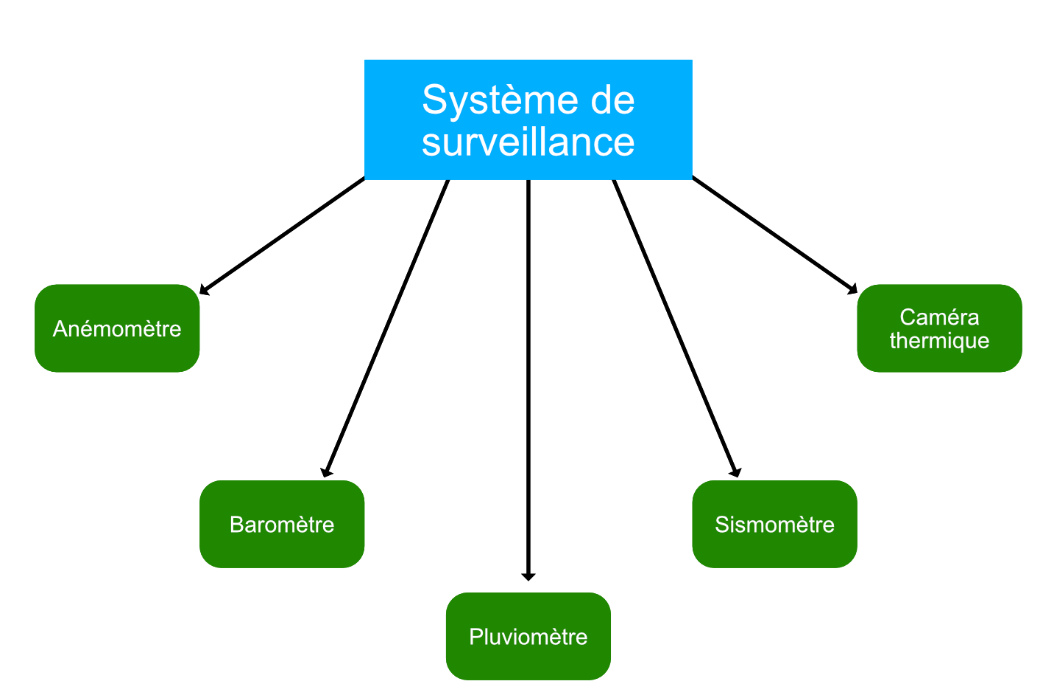 Système de
surveillance
Anémomètre
Caméra
thermique
Baromètre
Sismomètre
Pluviomètre